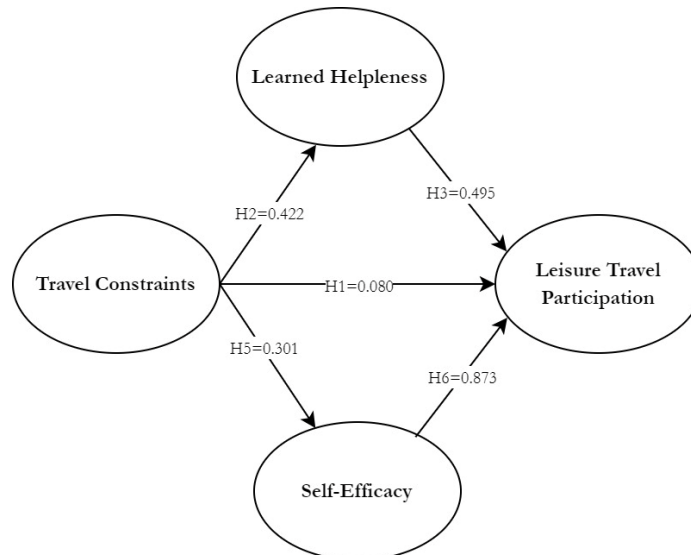 Learned Helpleness
H2=0.422
H3=0.495
Travel Constraints
H1=0.080
Leisure Travel
Participation
H5=0.301
H6=0.873
Self-Efficacy